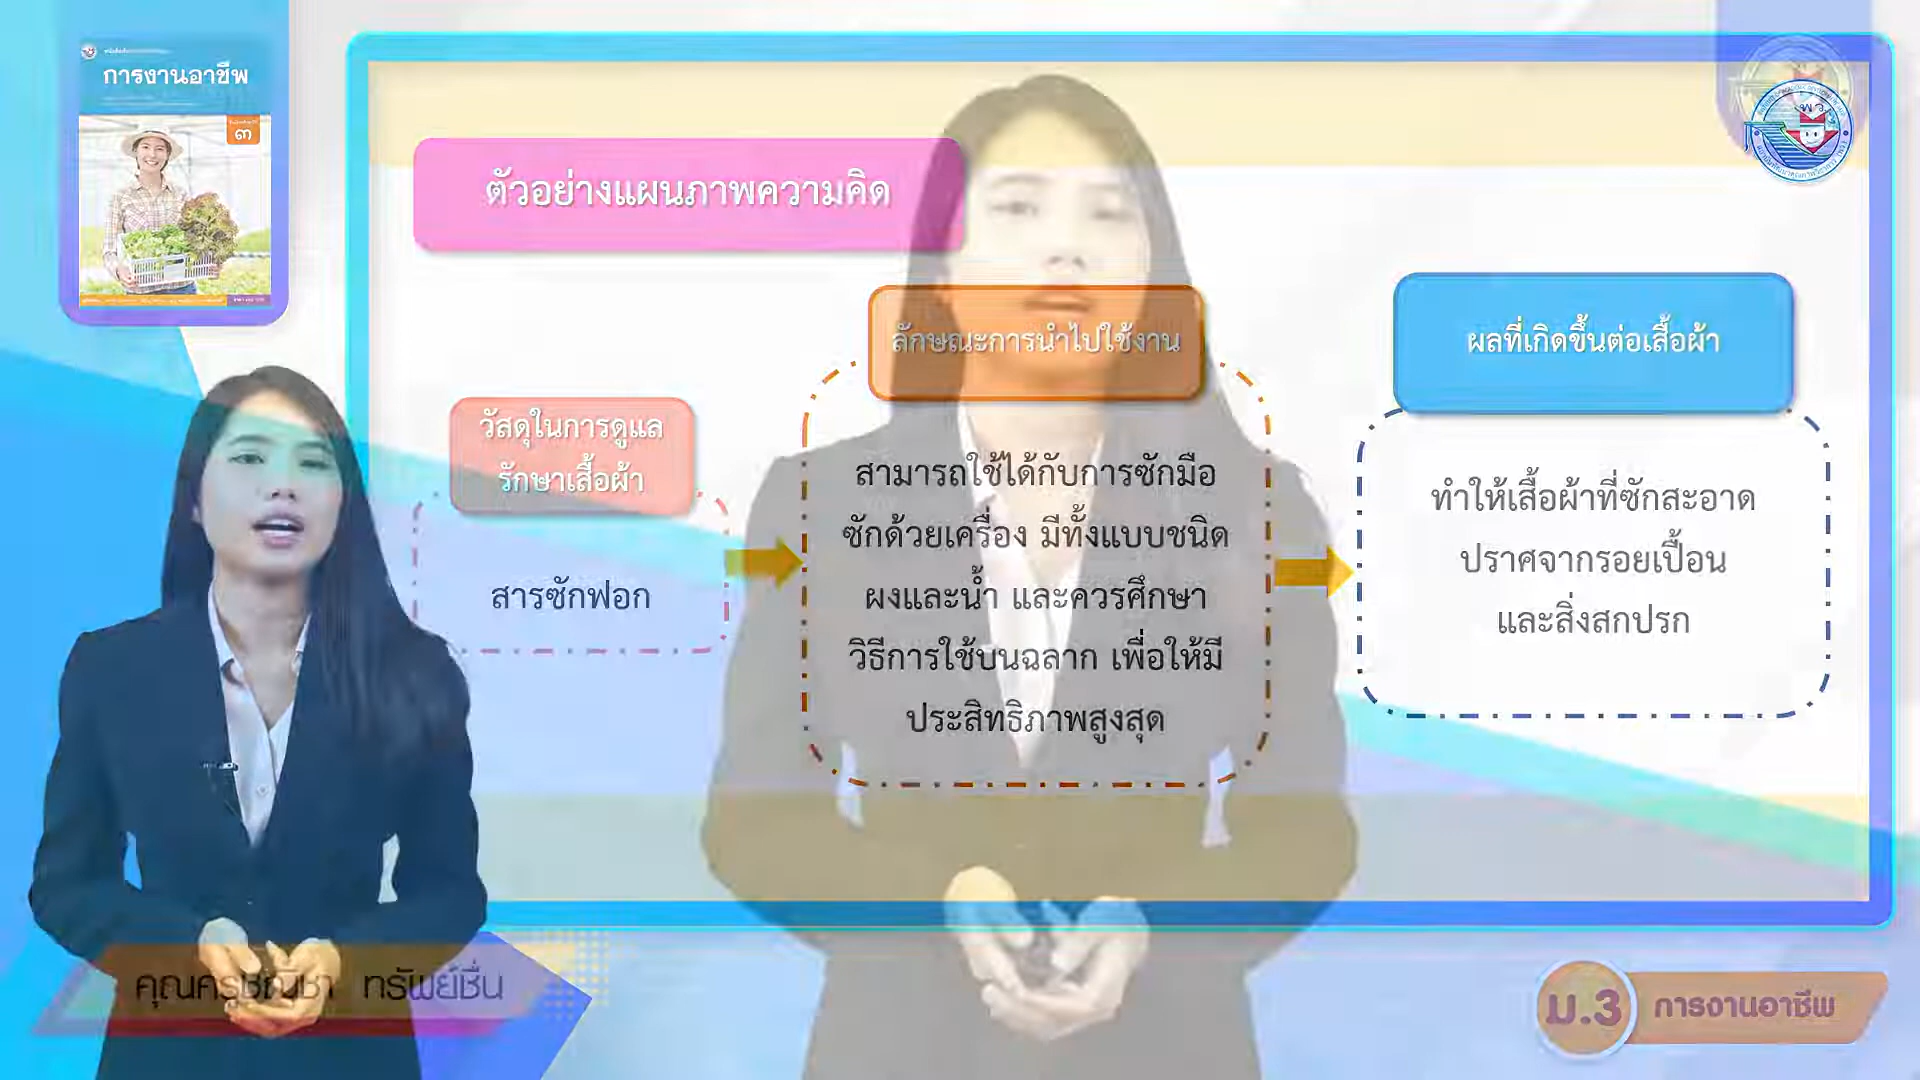 การงานอาชีพ
๓
ตัวอย่างแผนภาพความคิด
วัสดุในการดูแล
รักษาเสื้อผ้า
สารซักฟอก
ลักษณะการนำไปใช้งาน
สามารถใช้ได้กับการซักมือ
ซักด้วยเครื่อง มีทั้งแบบชนิด
ผงและน้ำ และควรศึกษา
วิธีการใช้บนฉลาก เพื่อให้มี
ประสิทธิภาพสูงสุด
ผลที่เกิดขึ้นต่อเสื้อผ้า
ทำให้เสื้อผ้าที่ซักสะอาด
ปราศจากรอยเปื้อน
และสิ่งสกปรก
คุณครูชณิชา ทรัพย์ชื่น
ม.3 การงานอาชีพ